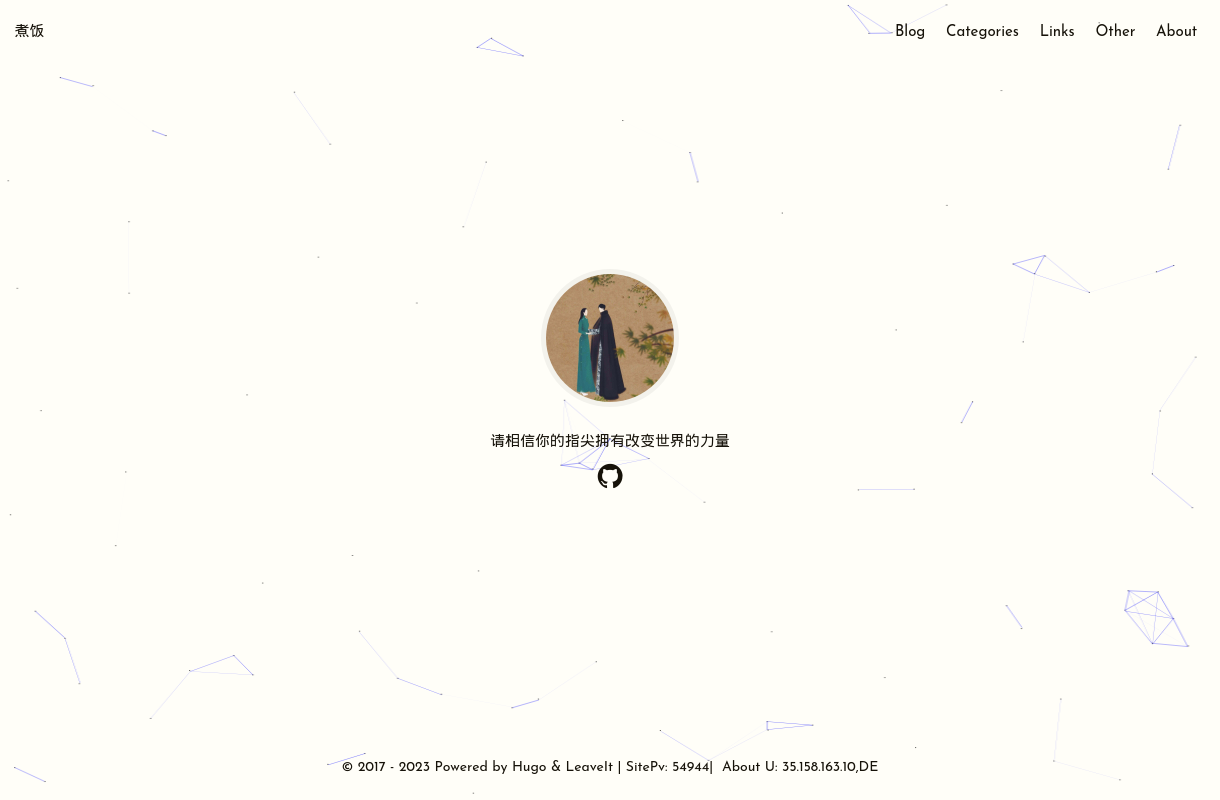 煮饭
Blog Categories Links Other About
请相信你的指尖拥有改变世界的力量
© 2017 - 2023 Powered by Hugo & LeaveIt | SitePv: 54944| About U: 35.158.163.10,DE